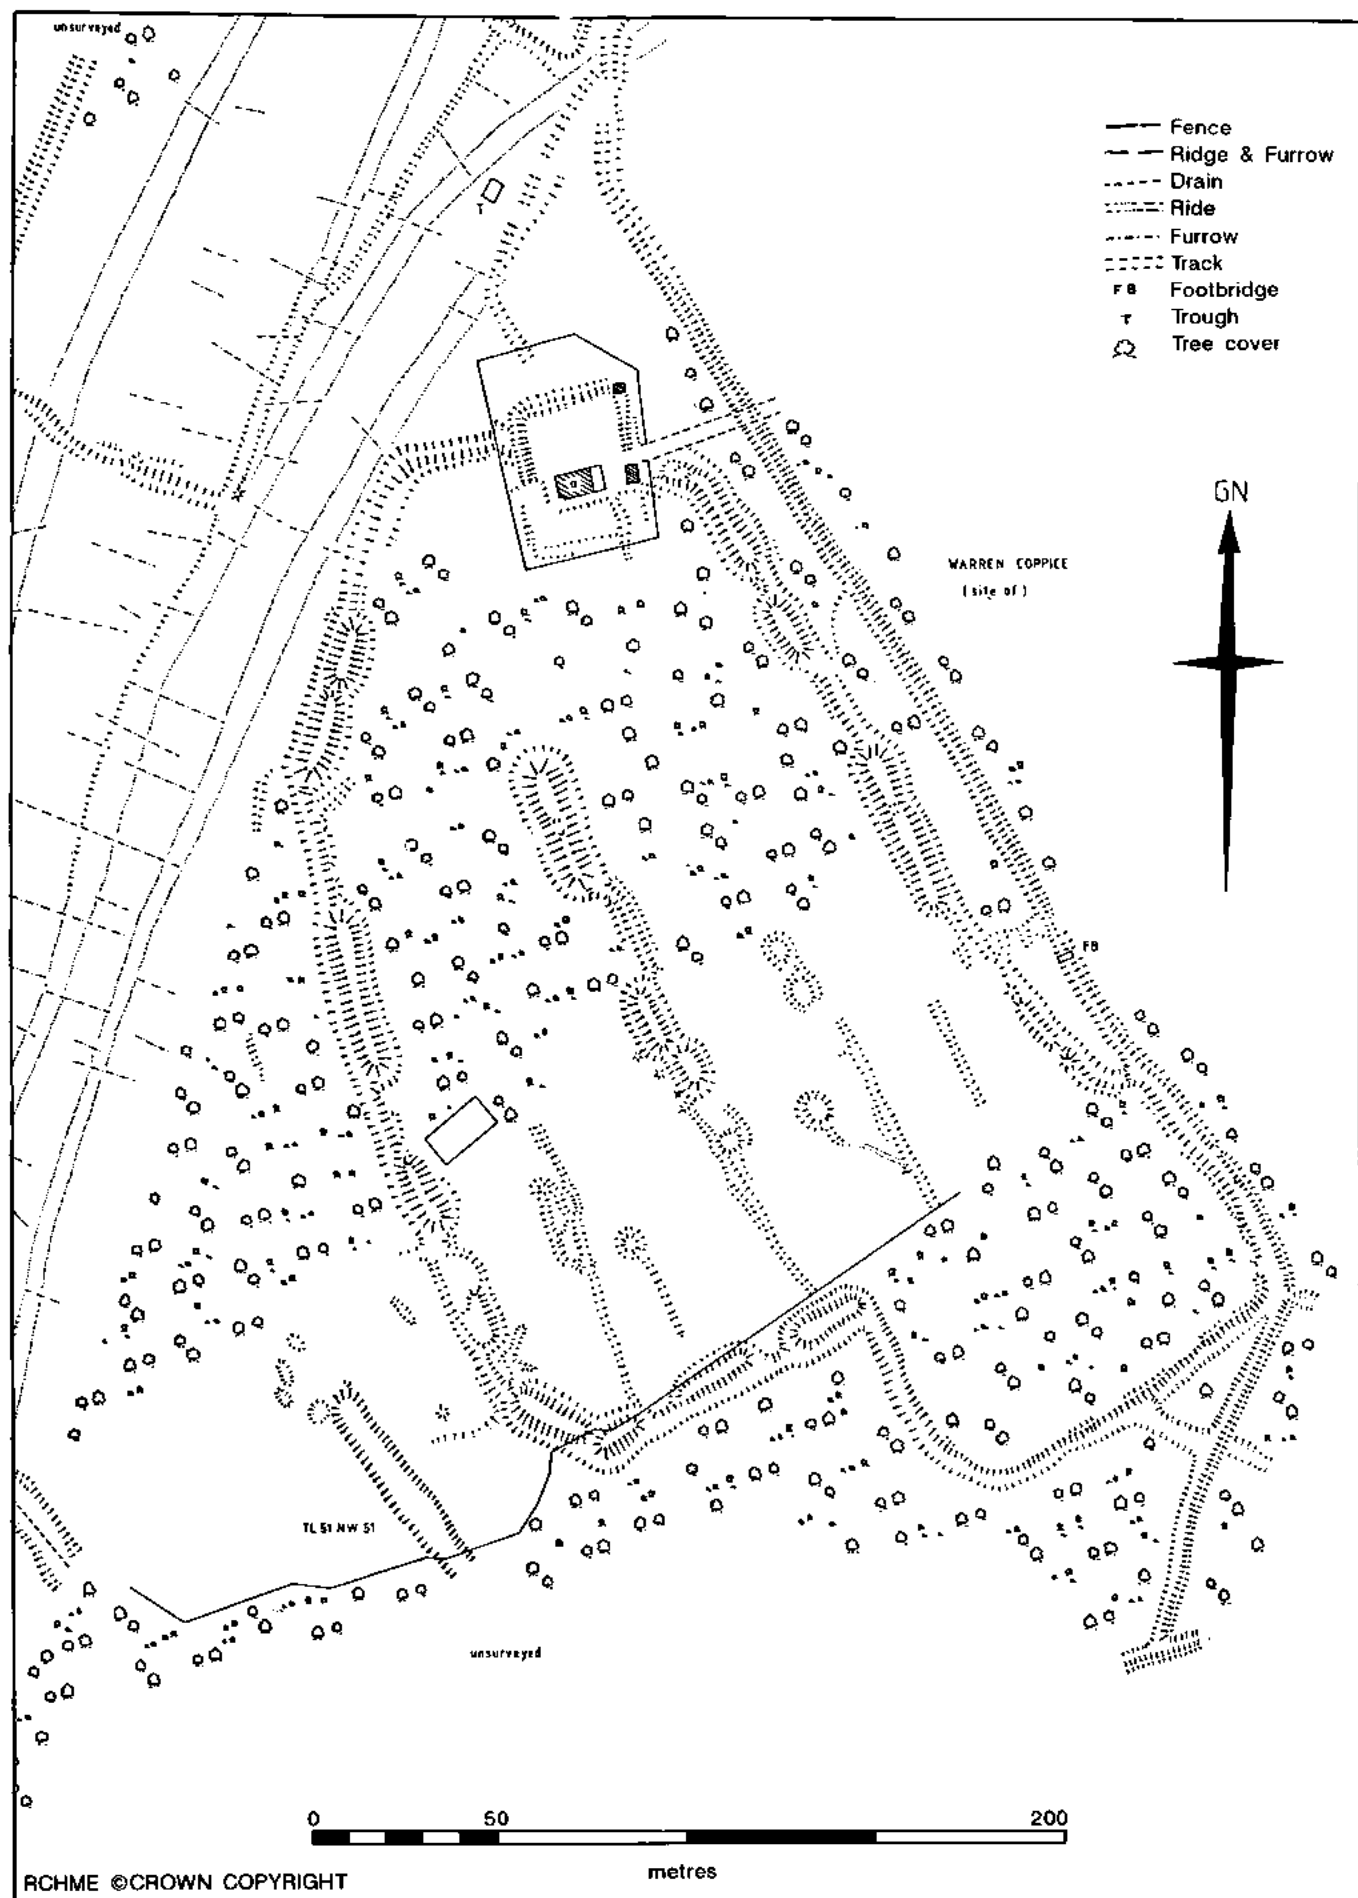 unsurveyed
Fence
Ridge & Furrow
Drain
Ride
Furrow
Track
F B Footbridge
T Trough
Tree cover
T
GN
WARREN COPPICE
(site of)
FB
TL 51 NW 51
unsurveyed
0 50 200
metres
RCHME ©CROWN COPYRIGHT